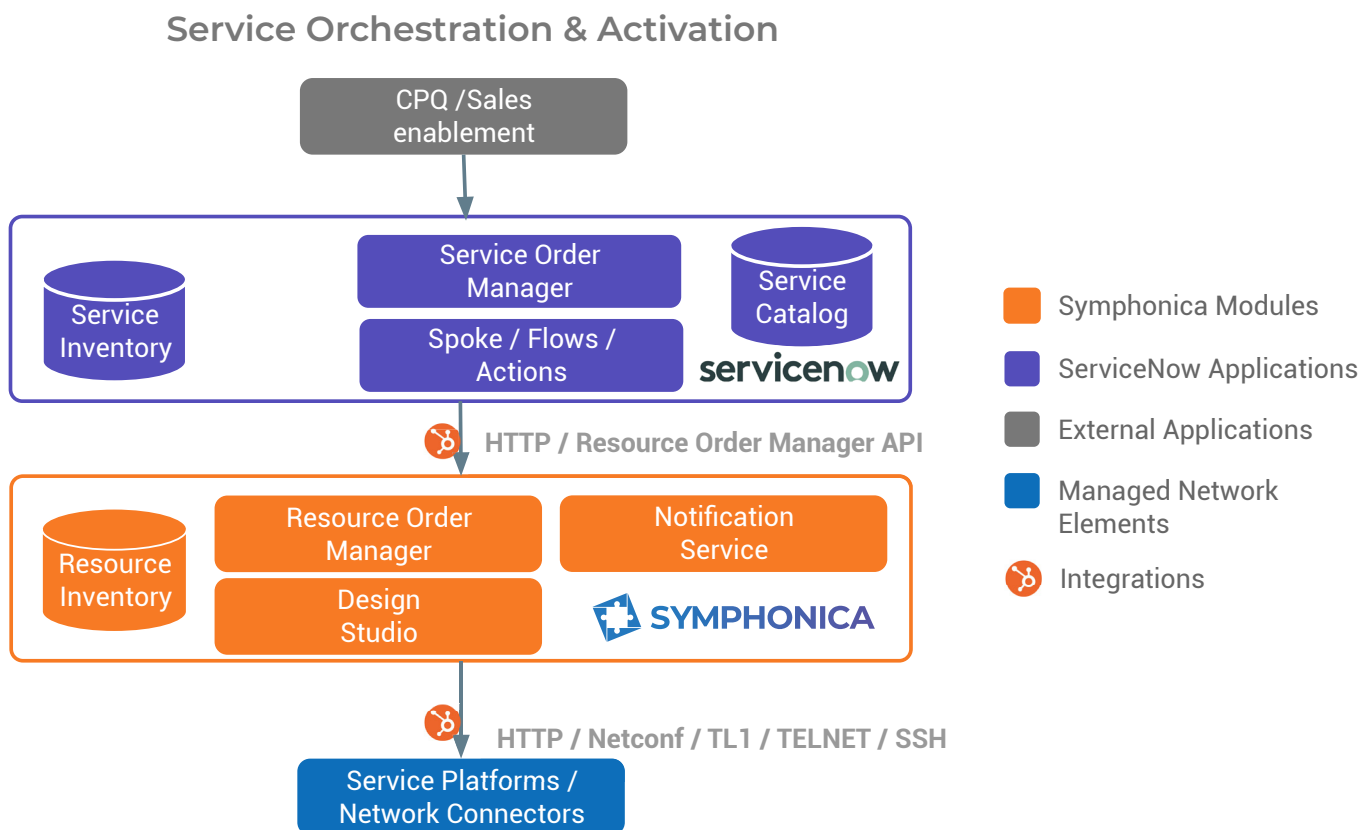 Service Orchestration & Activation
CPQ /Sales
enablement
Service Order
Manager
Service
Catalog
Service
Inventory
Spoke / Flows /
Actions
servicenow
HTTP / Resource Order Manager API
Resource Order
Manager
Notification
Service
Resource
Inventory
Design
Studio
SYMPHONICA
HTTP / Netconf / TL1 / TELNET / SSH
Service Platforms /
Network Connectors
Symphonica Modules
ServiceNow Applications
External Applications
Managed Network
Elements
Integrations